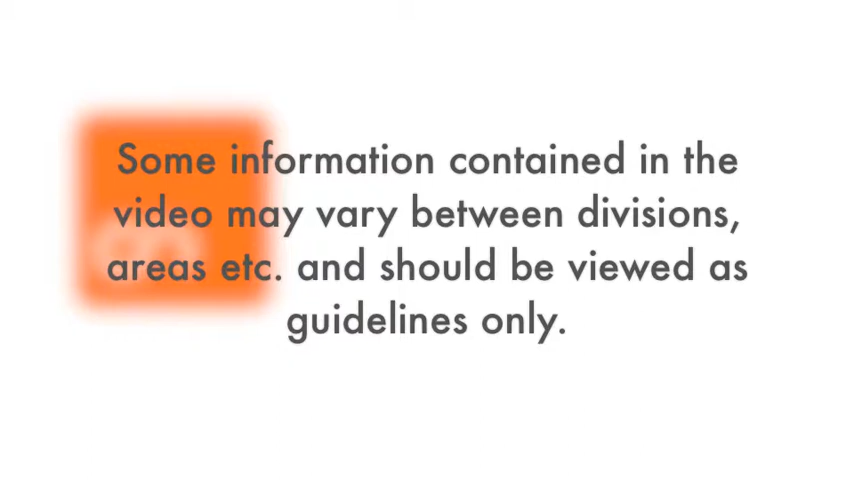 Some information contained in the
video may vary between divisions,
areas etc. and should be viewed as
guidelines only.